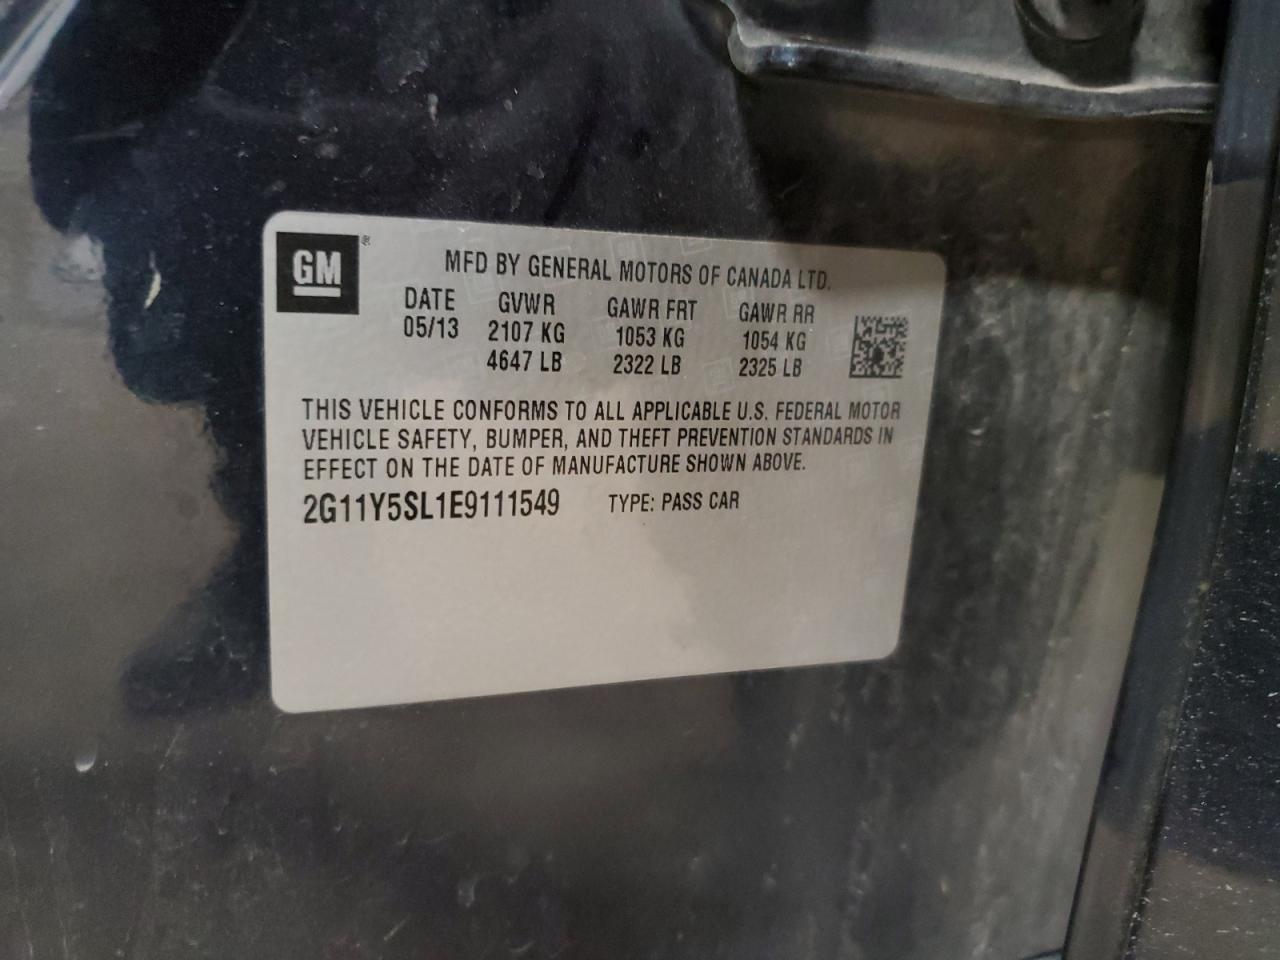 GM ®
MFD BY GENERAL MOTORS OF CANADA LTD.
DATE GVWR GAWR FRT GAWR RR
05/13 2107 KG 1053 KG 1054 KG
4647 LB 2322 LB 2325 LB
THIS VEHICLE CONFORMS TO ALL APPLICABLE U.S. FEDERAL MOTOR
VEHICLE SAFETY, BUMPER, AND THEFT PREVENTION STANDARDS IN
EFFECT ON THE DATE OF MANUFACTURE SHOWN ABOVE.
2G11Y5SL1E9111549 TYPE: PASS CAR